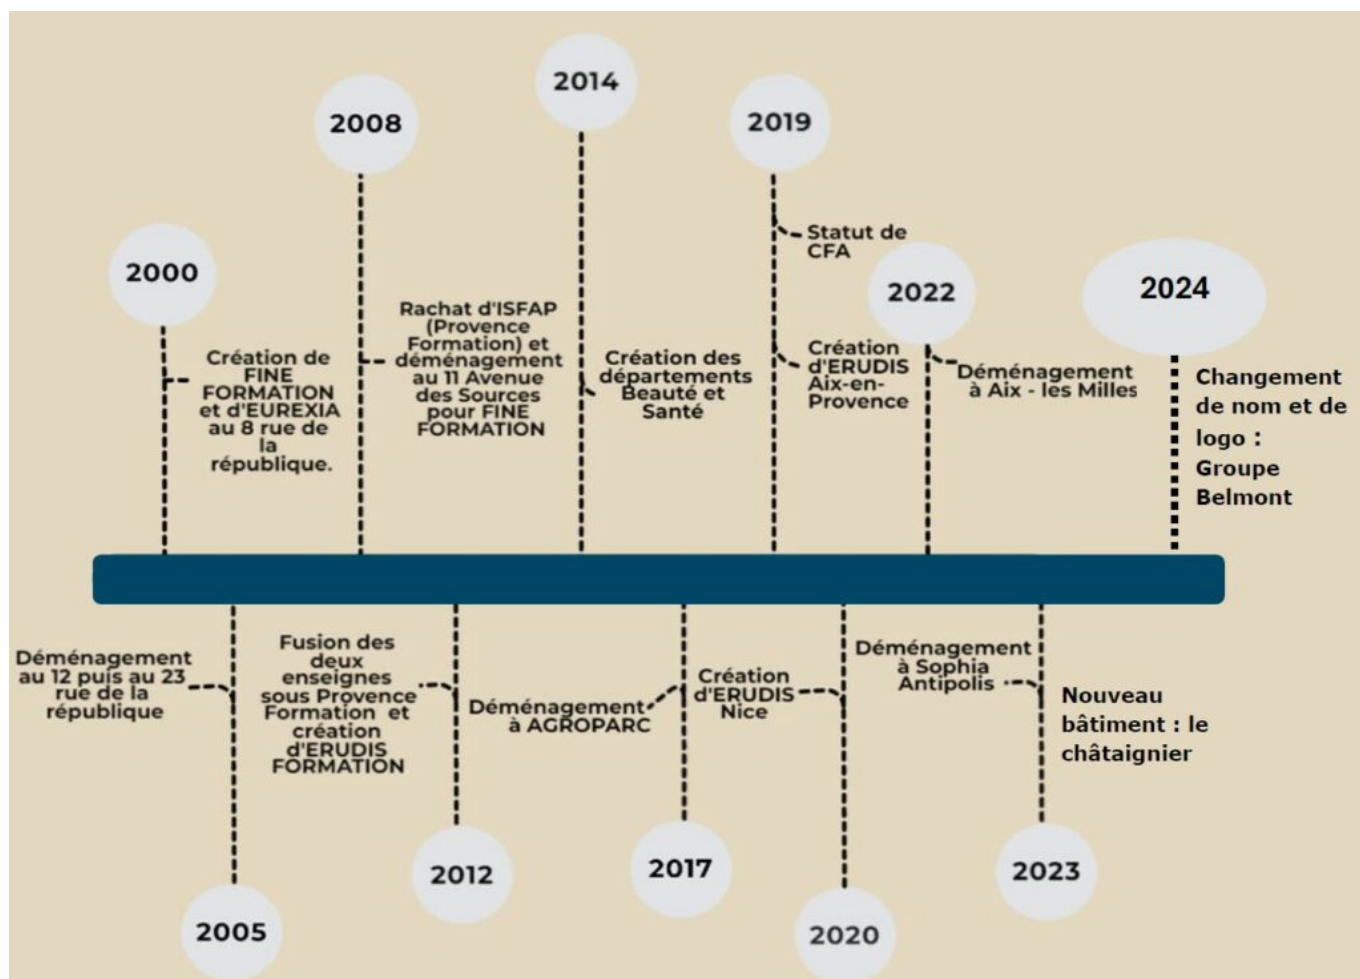 2000
Création de
FINE
FORMATION
et d'EUREXIA
au 8 rue de
la
république.
2005
Déménagement
au 12 puis au 23
rue de la
république
2008
Rachat d'ISFAP
(Provence
Formation) et
déménagement
au 11 Avenue
des Sources
pour FINE
FORMATION
2012
Fusion des
deux
enseignes
sous Provence
Formation et
création
d'ERUDIS
FORMATION
2014
Création des
départements
Beauté et
Santé
2017
Déménagement
à AGROPARC
2019
Statut de
CFA
Création
d'ERUDIS
Aix-en-
Provence
2020
Création
d'ERUDIS
Nice
2022
Déménagement
à Aix - les Milles
2023
Déménagement
à Sophia
Antipolis
Nouveau
bâtiment : le
châtaignier
2024
Changement
de nom et de
logo :
Groupe
Belmont